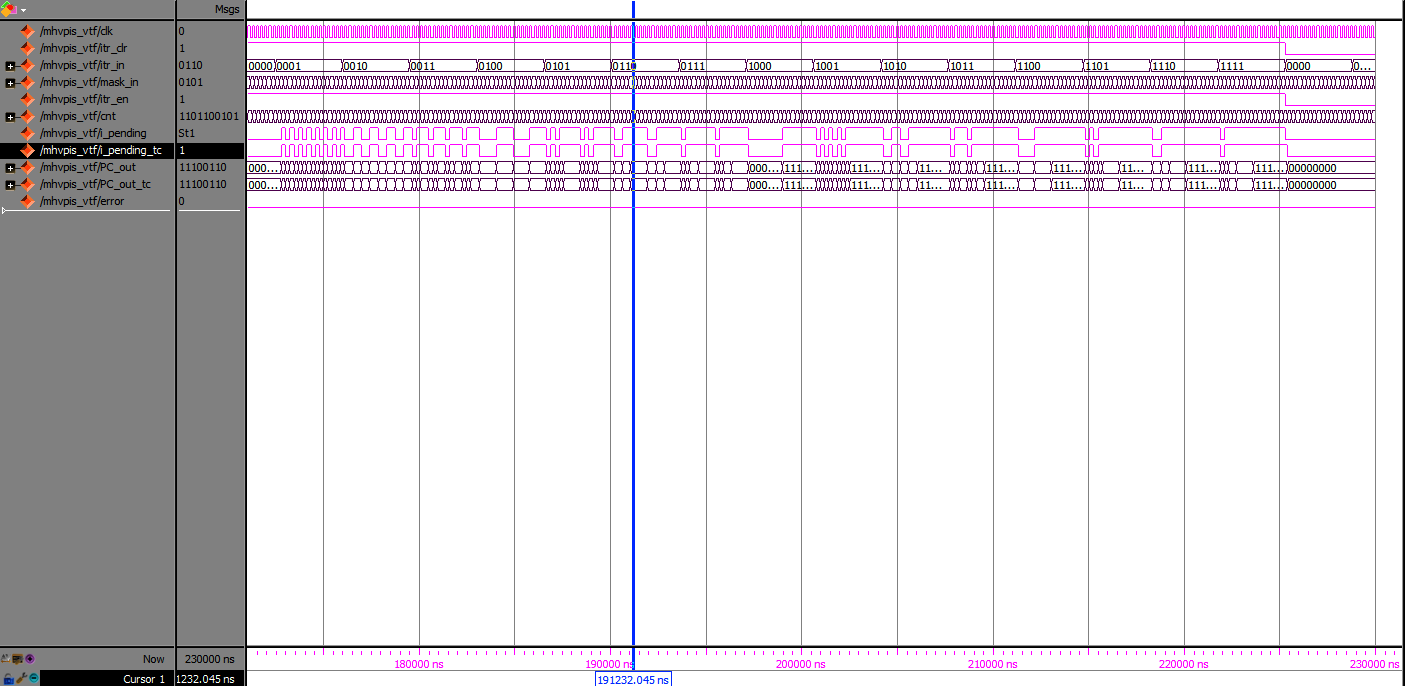 Msgs
/mhvpis_vtf/clk 0
/mhvpis_vtf/itr_clr 1
/mhvpis_vtf/itr_in 0110 0000 0001 0010 0011 0100 0101 011 0111 1000 1001 1010 1011 1100 1101 1110 1111 0000 0...
/mhvpis_vtf/mask_in 0101
/mhvpis_vtf/itr_en 1
/mhvpis_vtf/cnt 1101100101
/mhvpis_vtf/i_pending St1
/mhvpis_vtf/i_pending_tc 1
/mhvpis_vtf/PC_out 11100110 000... 000... 111... 111... 11... 111... 111... 11... 111... 111... 00000000
/mhvpis_vtf/PC_out_tc 11100110 000... 000... 111... 111... 11... 111... 111... 11... 111... 111... 00000000
/mhvpis_vtf/error 0
Now 230000 ns 180000 ns 190000 ns 200000 ns 210000 ns 220000 ns 230000 ns
Cursor 1 1232.045 ns 191232.045 ns